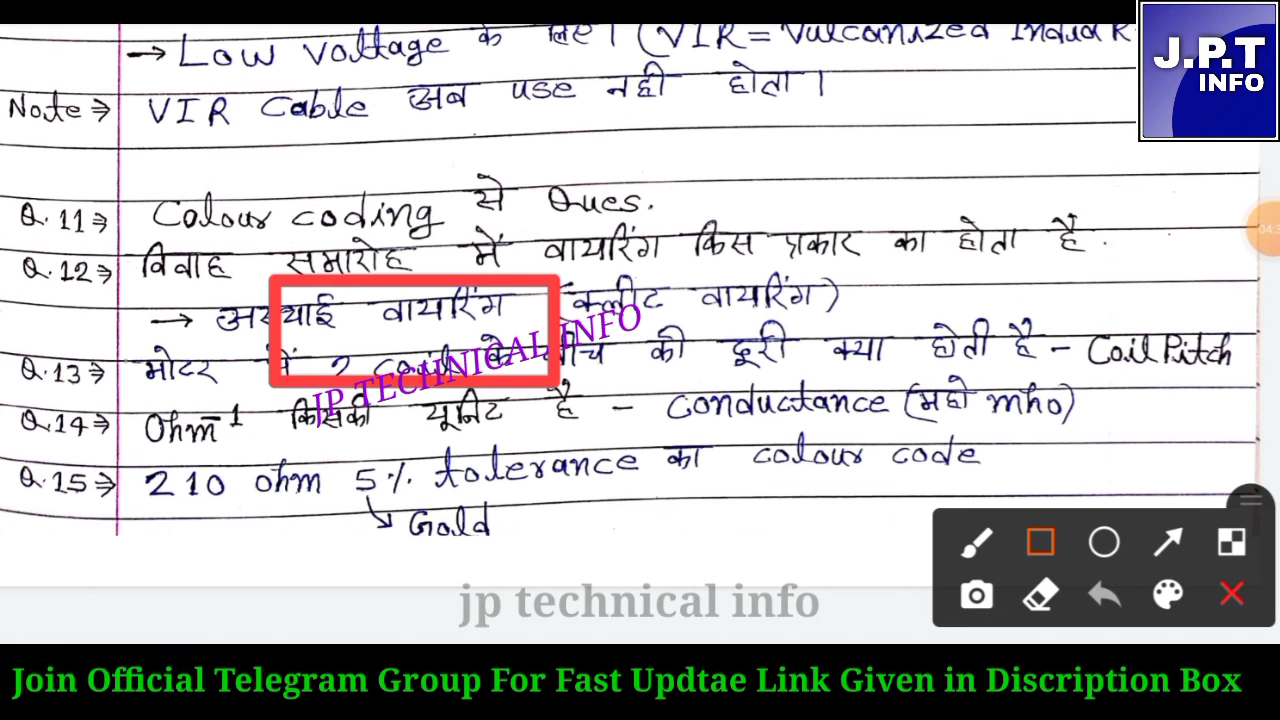 → Low voltage के लिए। (VIR = Vulcanized India R
J.P.T
INFO
Note ⇒ VIR Cable अब use नही होता।
Q.11 ⇒ Colour coding से Ques.
Q.12 ⇒ विवाह समारोह में वायरिंग किस प्रकार का होता है.
→ अस्थाई वायरिंग (क्लीट वायरिंग)
Q.13 ⇒ मोटर में 2 coil के बीच की दूरी क्या होती है - Coil Pitch
JP TECHNICAL INFO
Q.14 ⇒ Ohm⁻¹ किसकी यूनिट है - Conductance (महो mho)
Q.15 ⇒ 210 ohm 5% tolerance का colour code
↳ Gold
jp technical info
Join Official Telegram Group For Fast Updtae Link Given in Discription Box